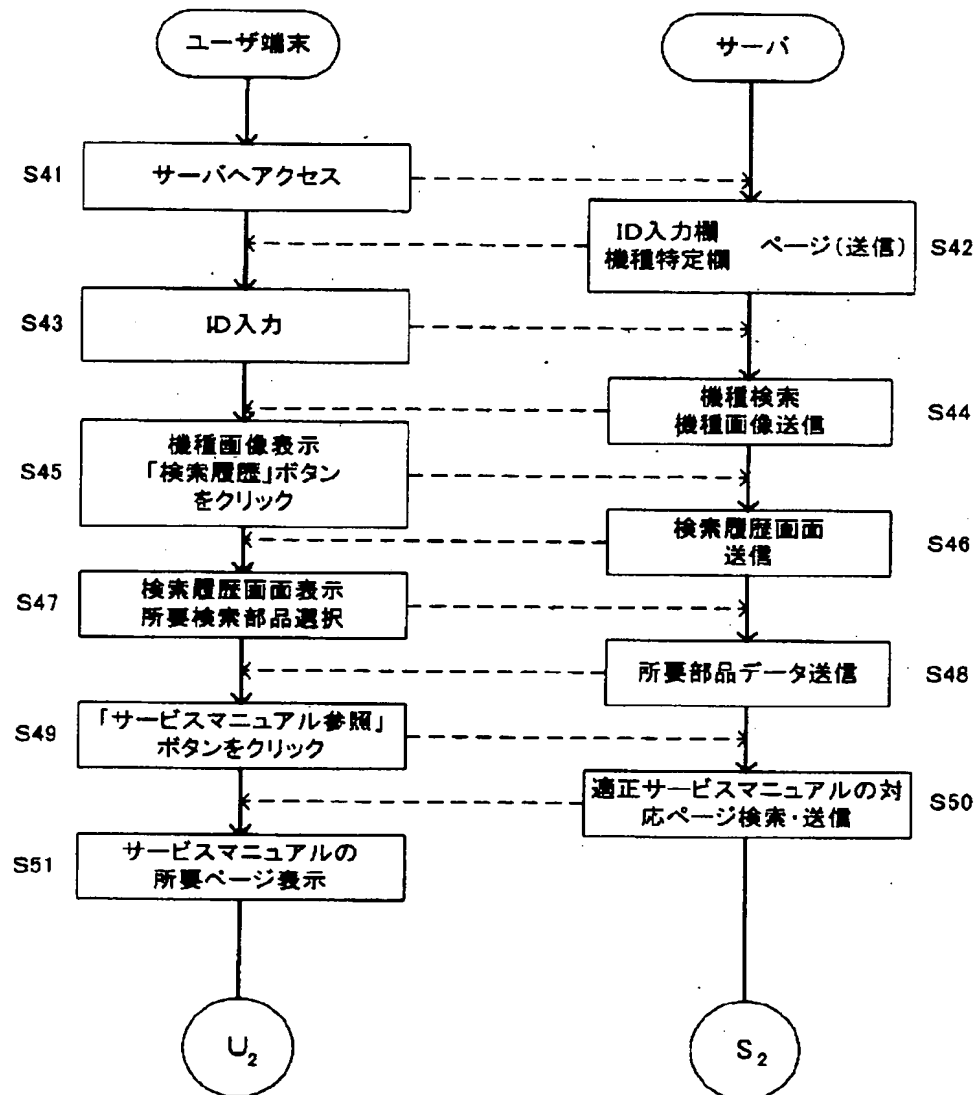 ユーザ端末
サーバ
S41
サーバへアクセス
ID入力欄
機種特定欄
ページ(送信)
S42
S43
ID入力
機種検索
機種画像送信
S44
S45
機種画像表示
「検索履歴」ボタン
をクリック
検索履歴画面
送信
S46
S47
検索履歴画面表示
所要検索部品選択
所要部品データ送信
S48
S49
「サービスマニュアル参照」
ボタンをクリック
適正サービスマニュアルの対
応ページ検索・送信
S50
S51
サービスマニュアルの
所要ページ表示
U₂
S₂